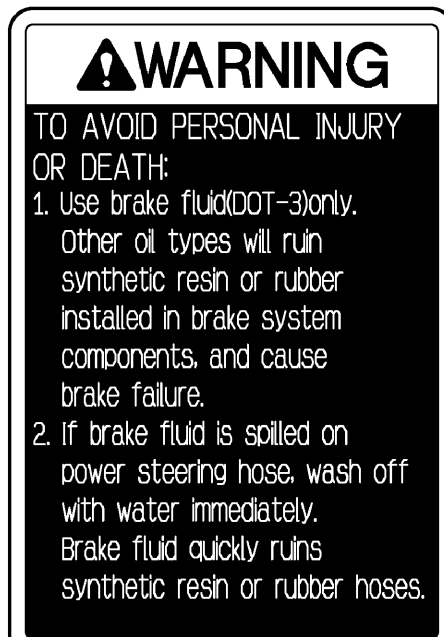 WARNING
TO AVOID PERSONAL INJURY
OR DEATH:
1. Use brake fluid(DOT-3)only.
Other oil types will ruin
synthetic resin or rubber
installed in brake system
components, and cause
brake failure.
2. If brake fluid is spilled on
power steering hose, wash off
with water immediately.
Brake fluid quickly ruins
synthetic resin or rubber hoses.